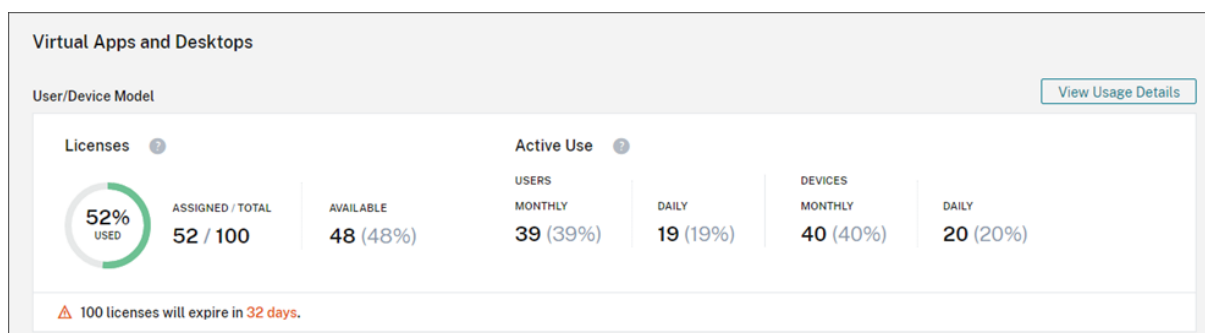 Virtual Apps and Desktops
User/Device Model
View Usage Details
Licenses ?
52%
USED
ASSIGNED / TOTAL
52 / 100
AVAILABLE
48 (48%)
Active Use ?
USERS
MONTHLY
39 (39%)
DAILY
19 (19%)
DEVICES
MONTHLY
40 (40%)
DAILY
20 (20%)
100 licenses will expire in 32 days.